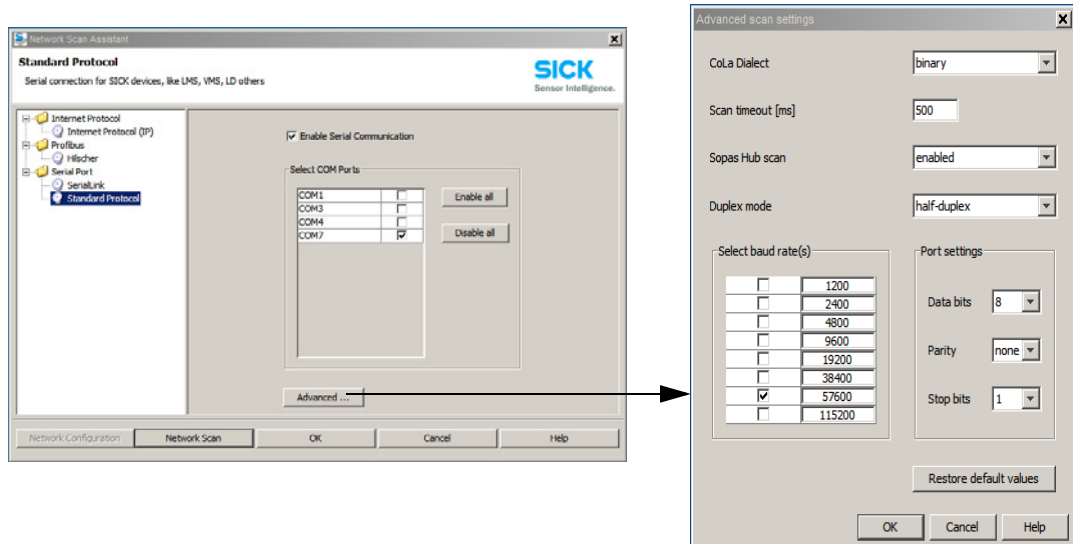 Network Scan Assistant
Standard Protocol
Serial connection for SICK devices, like LMS, VMS, LD others
SICK
Sensor Intelligence.
Internet Protocol
Internet Protocol (IP)
Profibus
Hilscher
Serial Port
SerialLink
Standard Protocol
Enable Serial Communication
Select COM Ports
COM1
COM3
COM4
COM7
Enable all
Disable all
Advanced ...
Network Configuration
Network Scan
OK
Cancel
Help
Advanced scan settings
CoLa Dialect
binary
Scan timeout [ms]
500
Sopas Hub scan
enabled
Duplex mode
half-duplex
Select baud rate(s)
1200
2400
4800
9600
19200
38400
57600
115200
Port settings
Data bits 8
Parity none
Stop bits 1
Restore default values
OK
Cancel
Help